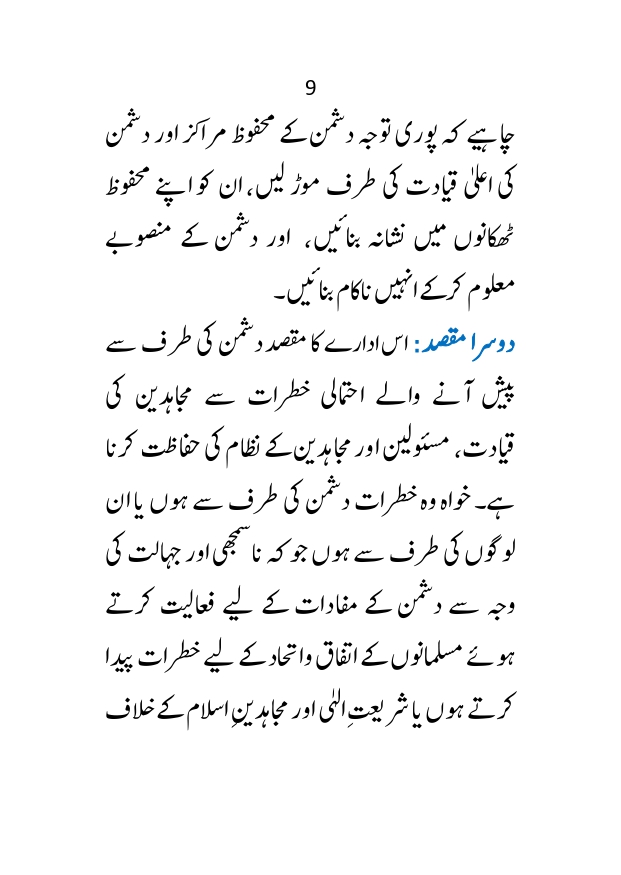 9
چاہیے کہ پوری توجہ دشمن کے محفوظ مراکز اور دشمن
کی اعلیٰ قیادت کی طرف موڑ لیں، ان کو اپنے محفوظ
ٹھکانوں میں نشانہ بنائیں، اور دشمن کے منصوبے
معلوم کرکے انہیں ناکام بنائیں۔
دوسرا مقصد: اس ادارے کا مقصد دشمن کی طرف سے
پیش آنے والے احتمالی خطرات سے مجاہدین کی
قیادت، مسئولین اور مجاہدین کے نظام کی حفاظت کرنا
ہے۔ خواہ وہ خطرات دشمن کی طرف سے ہوں یا ان
لوگوں کی طرف سے ہوں جو کہ ناسمجھی اور جہالت کی
وجہ سے دشمن کے مفادات کے لیے فعالیت کرتے
ہوئے مسلمانوں کے اتفاق واتحاد کے لیے خطرات پیدا
کرتے ہوں یا شریعتِ الٰہی اور مجاہدینِ اسلام کے خلاف